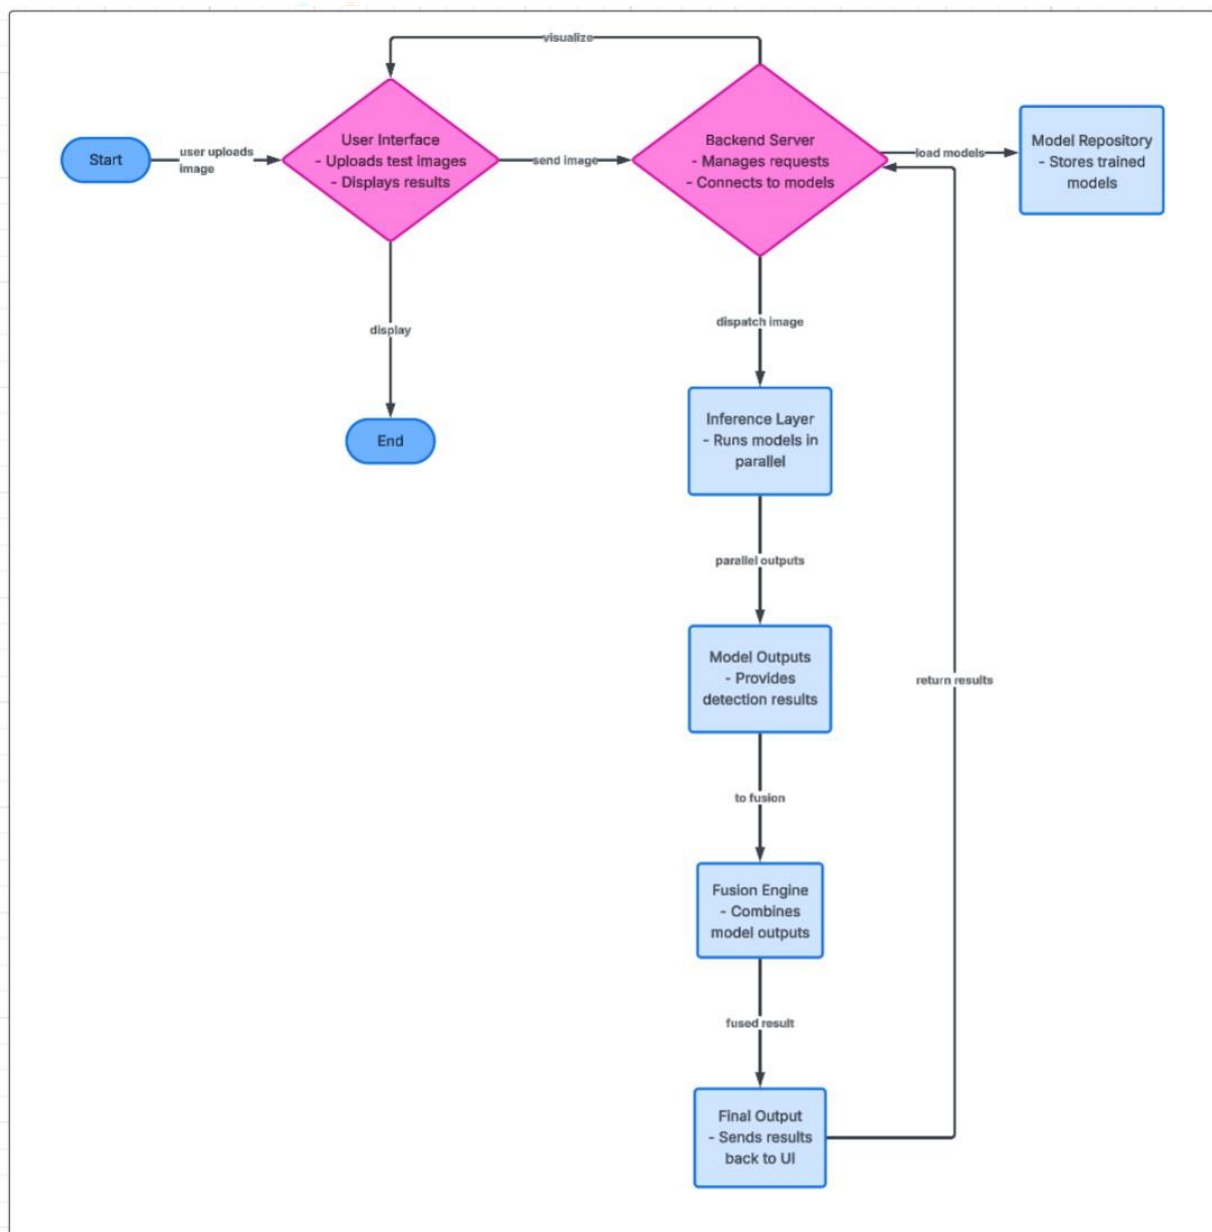 visualize
Start
user uploads
image
User Interface
- Uploads test images
- Displays results
send image
Backend Server
- Manages requests
- Connects to models
load models
Model Repository
- Stores trained
models
display
End
dispatch image
Inference Layer
- Runs models in
parallel
parallel outputs
Model Outputs
- Provides
detection results
return results
to fusion
Fusion Engine
- Combines
model outputs
fused result
Final Output
- Sends results
back to UI